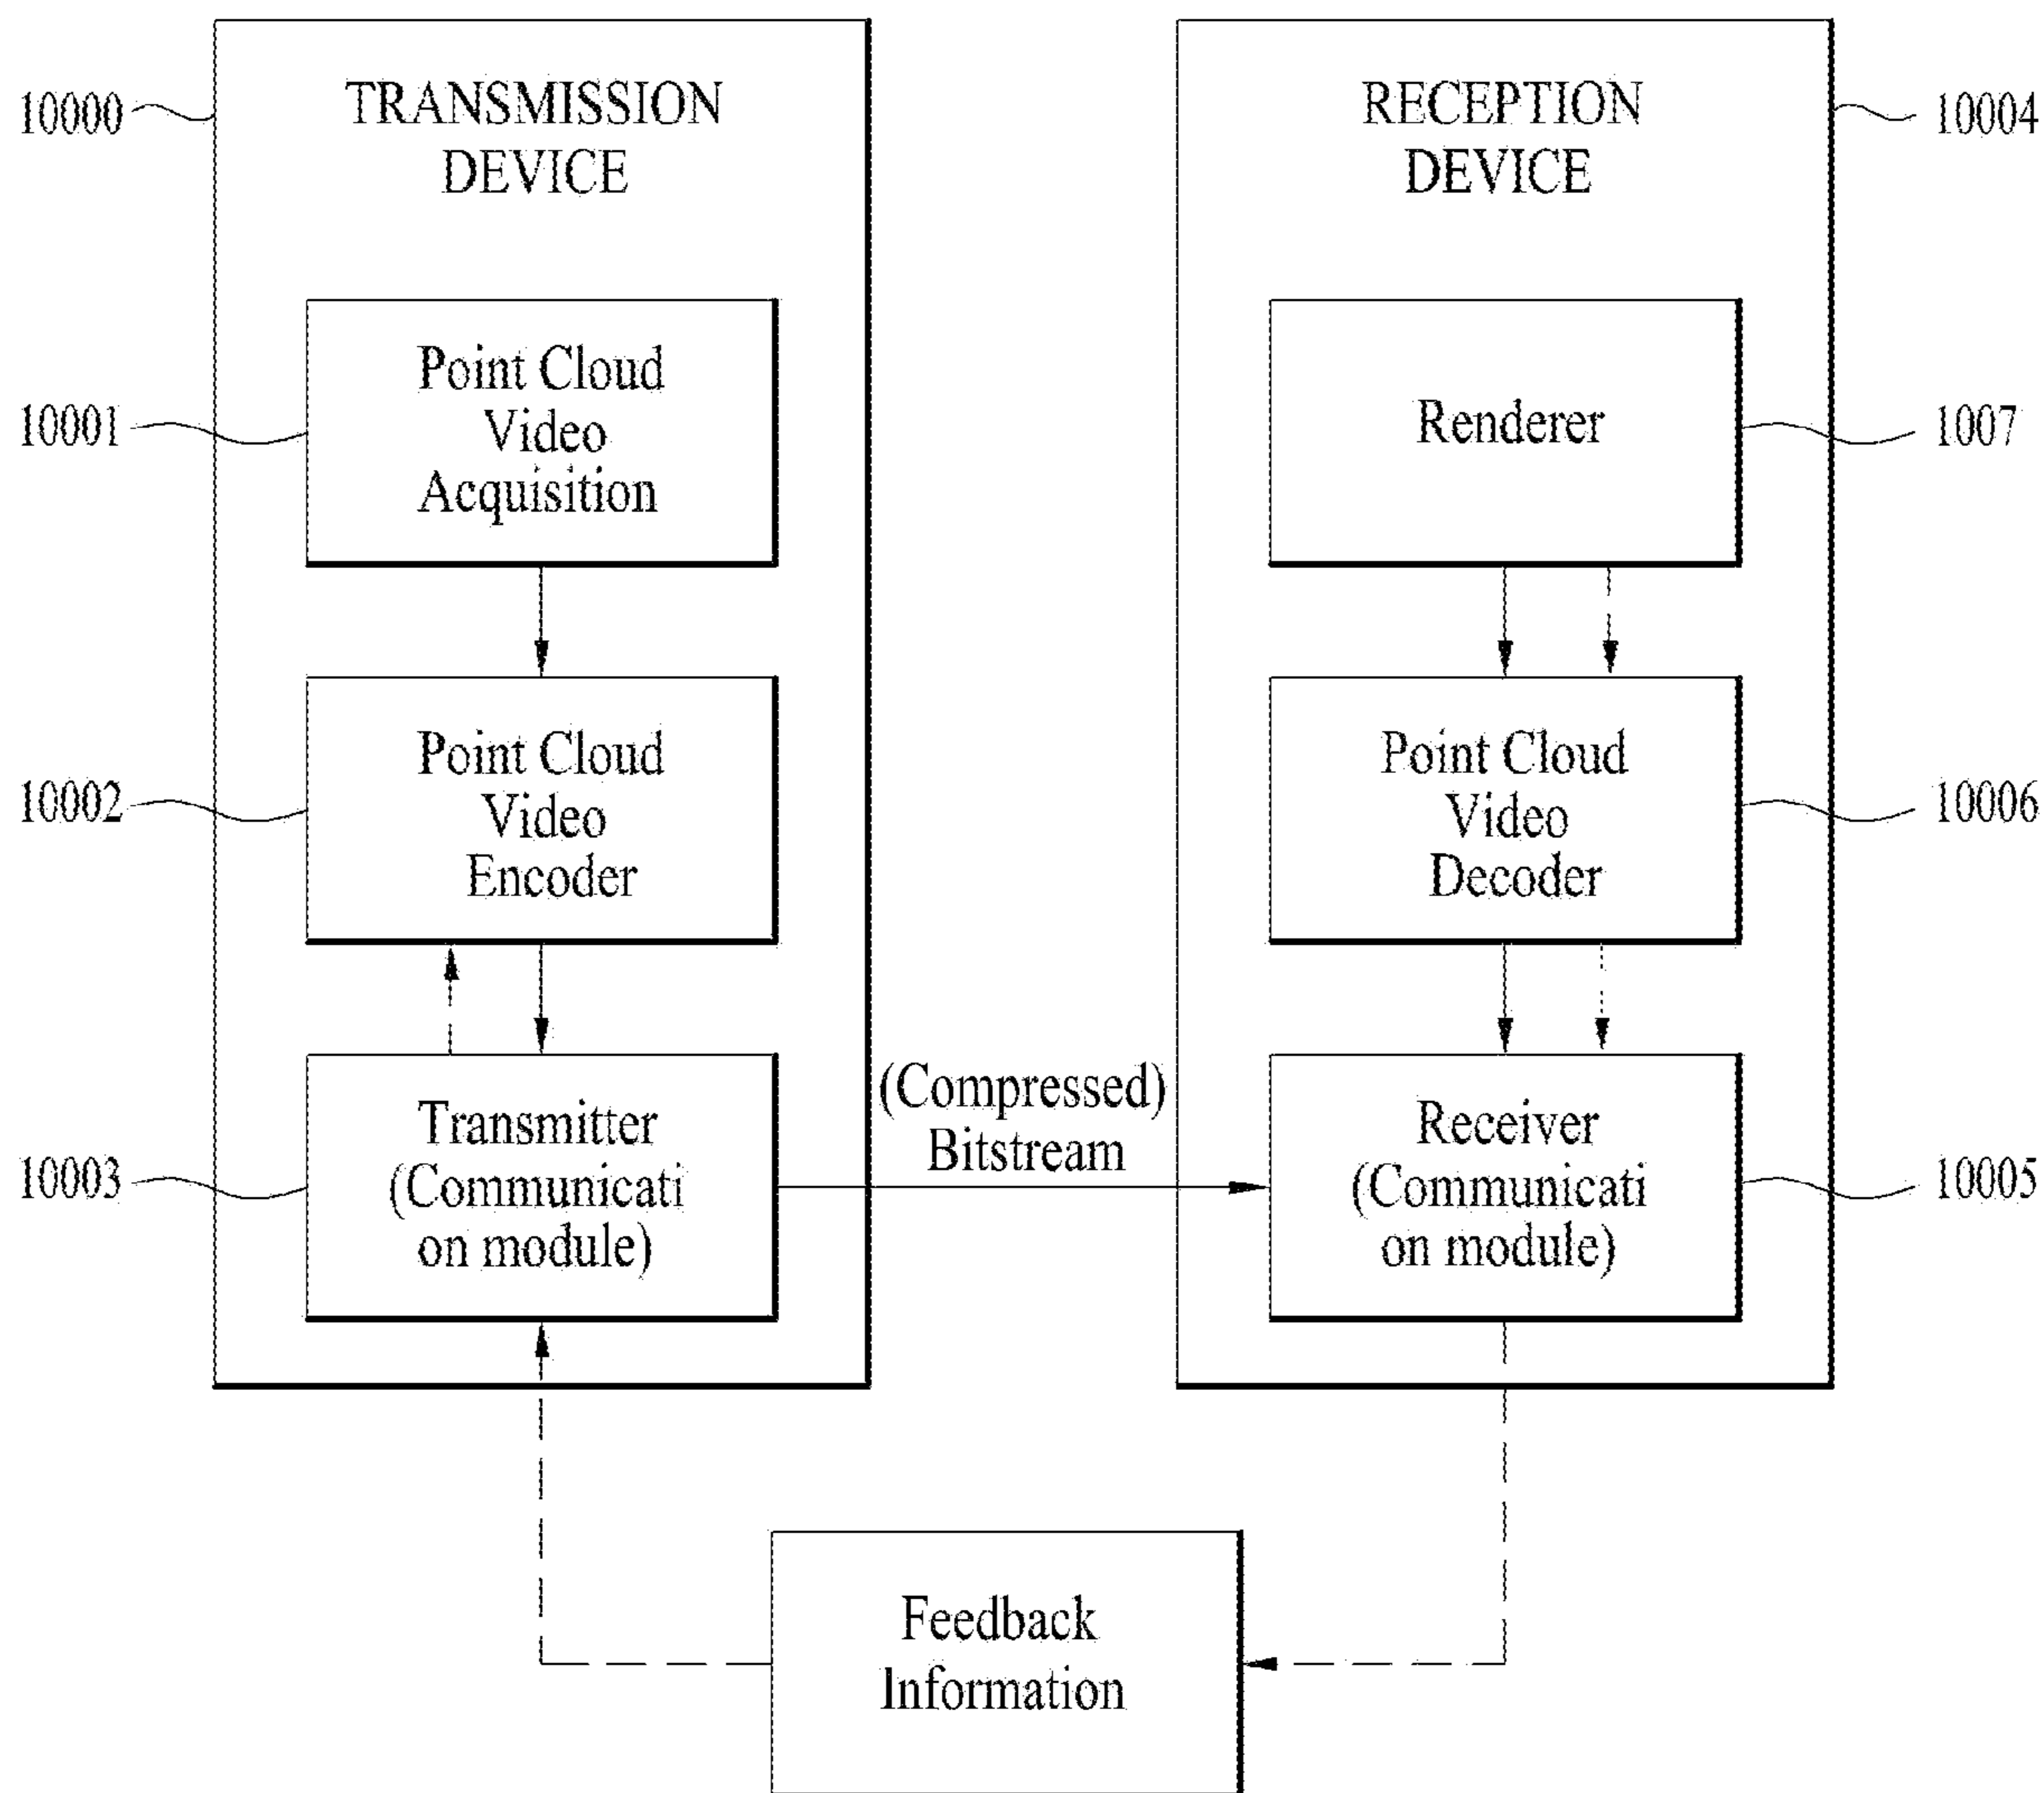 10000
TRANSMISSION
DEVICE
10001
Point Cloud
Video
Acquisition
10002
Point Cloud
Video
Encoder
10003
Transmitter
(Communicati
on module)
(Compressed)
Bitstream
RECEPTION
DEVICE
10004
Renderer
1007
Point Cloud
Video
Decoder
10006
Receiver
(Communicati
on module)
10005
Feedback
Information